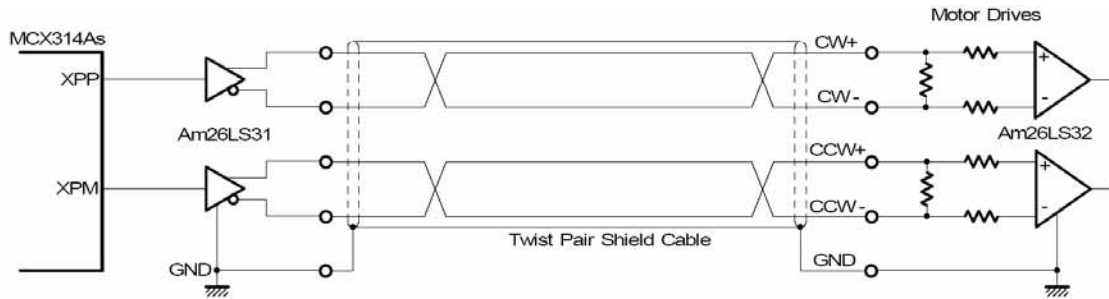 Motor Drives
MCX314As
CW+
XPP
+
-
CW-
Am26LS31
Am26LS32
CCW+
XPM
+
-
CCW-
Twist Pair Shield Cable
GND
GND